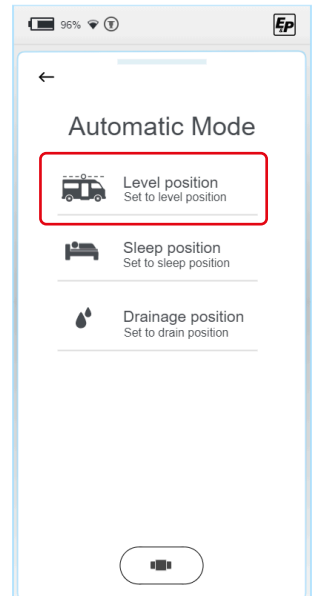 96%
EP
Automatic Mode
Level position
Set to level position
Sleep position
Set to sleep position
Drainage position
Set to drain position